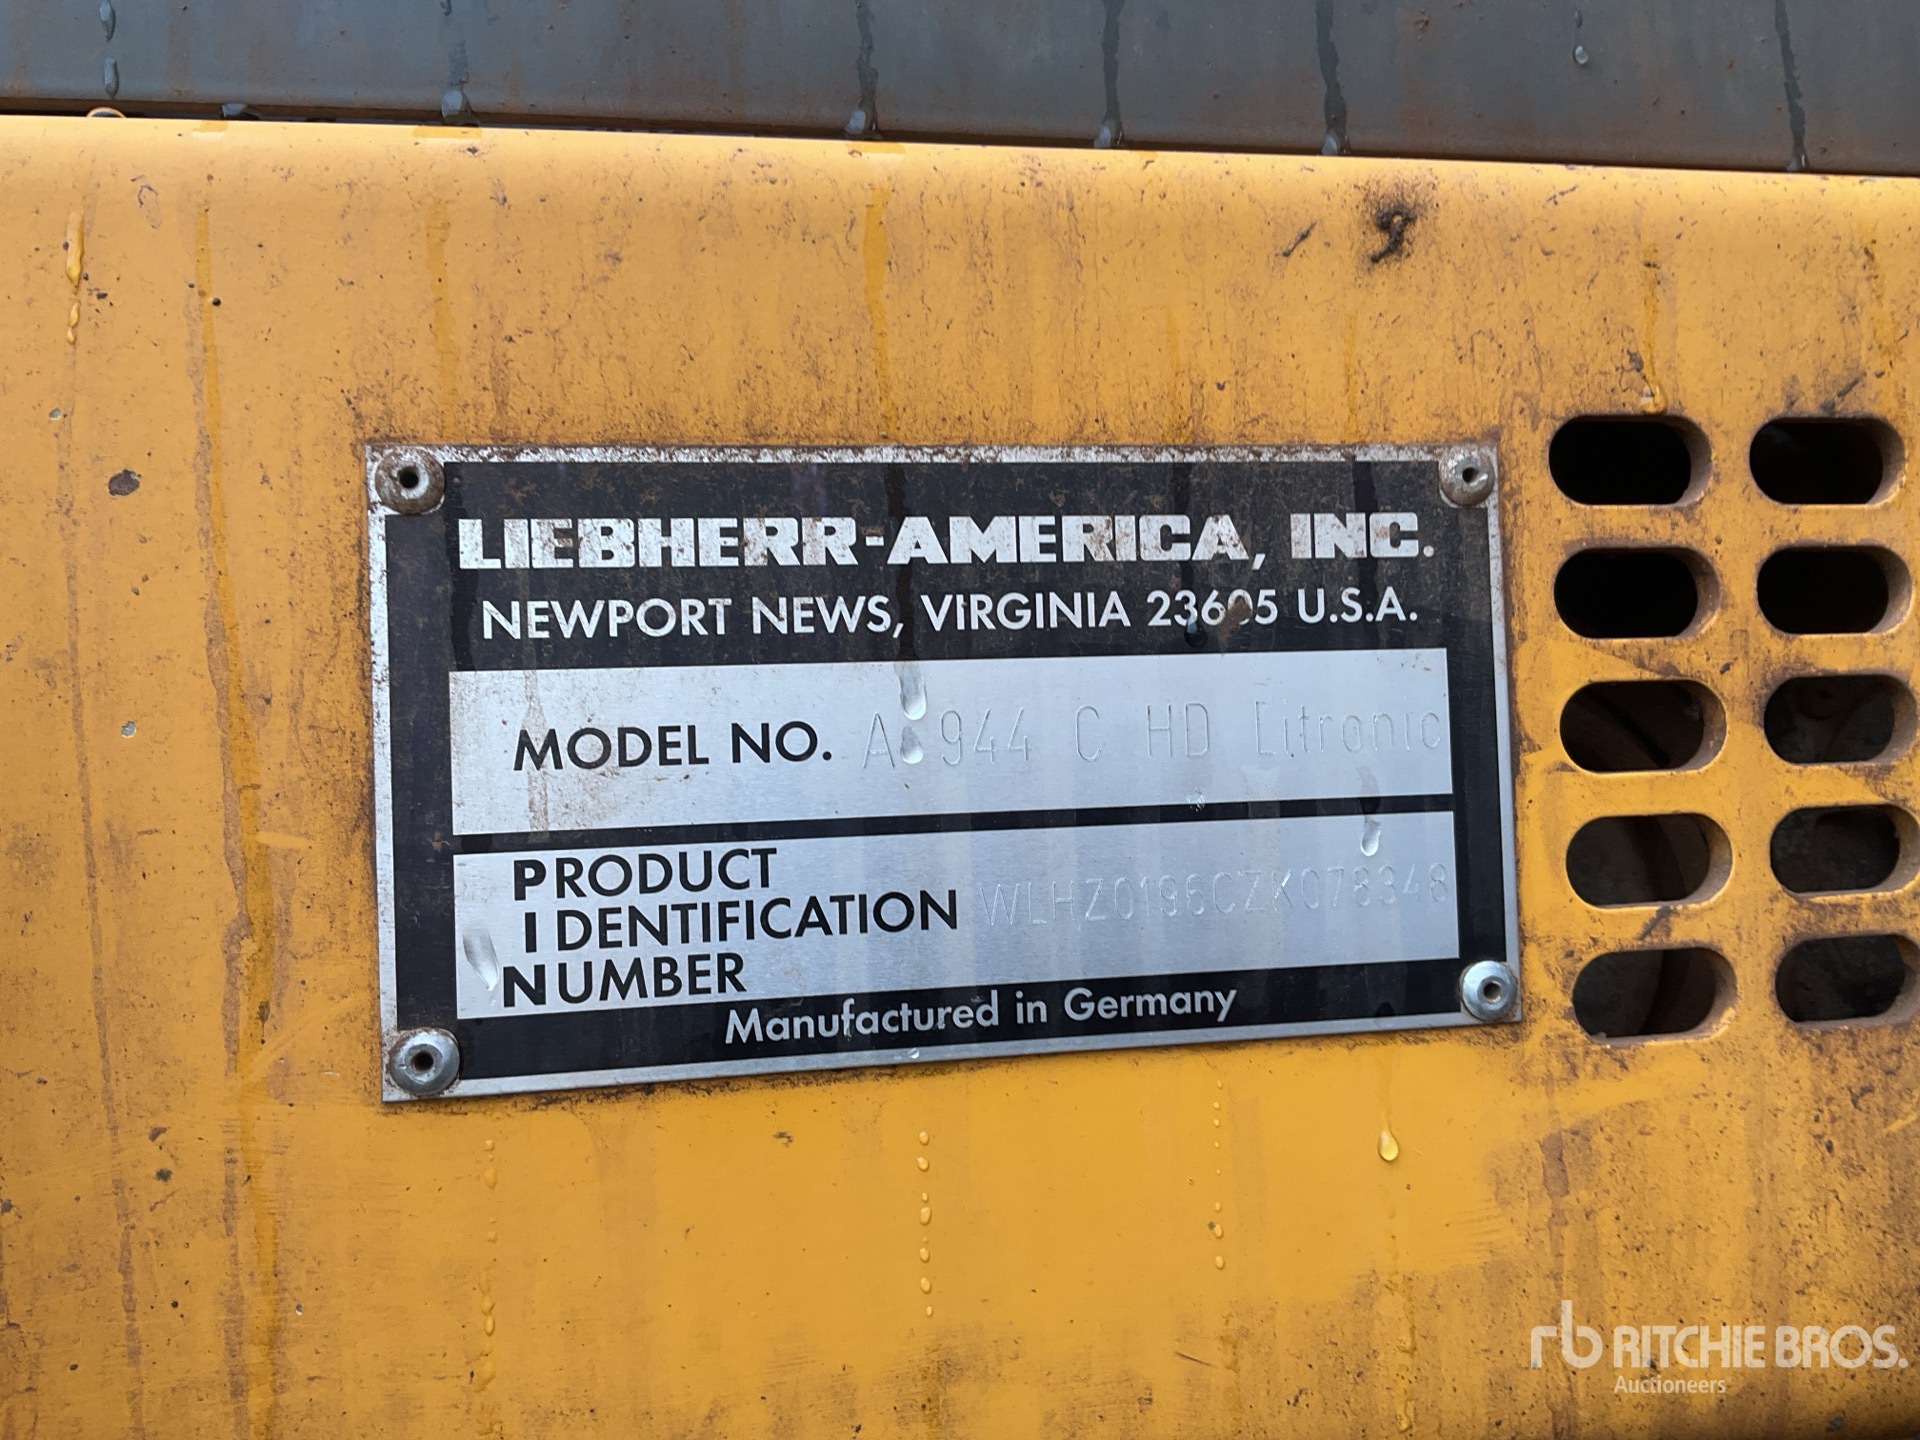 LIEBHERR-AMERICA, INC.
NEWPORT NEWS, VIRGINIA 23605 U.S.A.
MODEL NO. A 944 C HD Litronic
PRODUCT
IDENTIFICATION WLHZ0196CZK078348
NUMBER
Manufactured in Germany
rb RITCHIE BROS.
Auctioneers